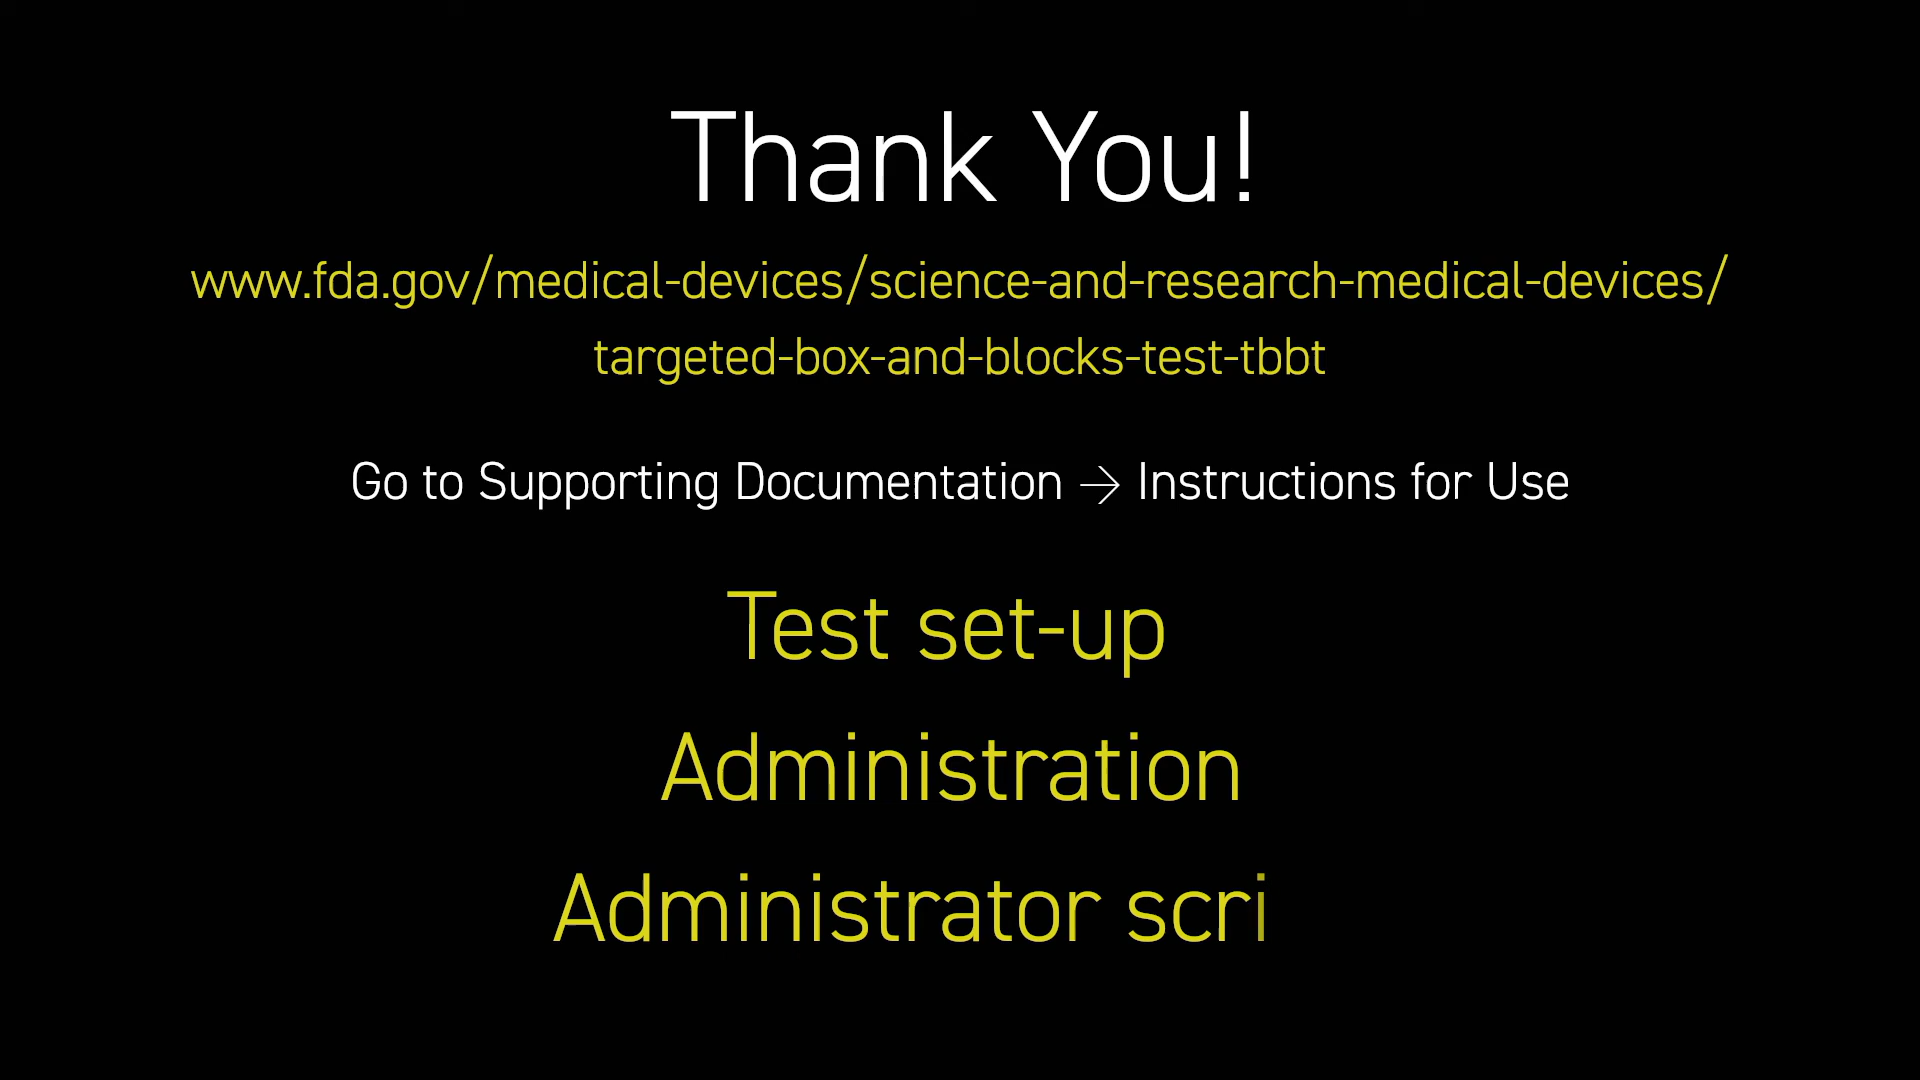 Thank You!
www.fda.gov/medical-devices/science-and-research-medical-devices/
targeted-box-and-blocks-test-tbbt
Go to Supporting Documentation → Instructions for Use
Test set-up
Administration
Administrator scri